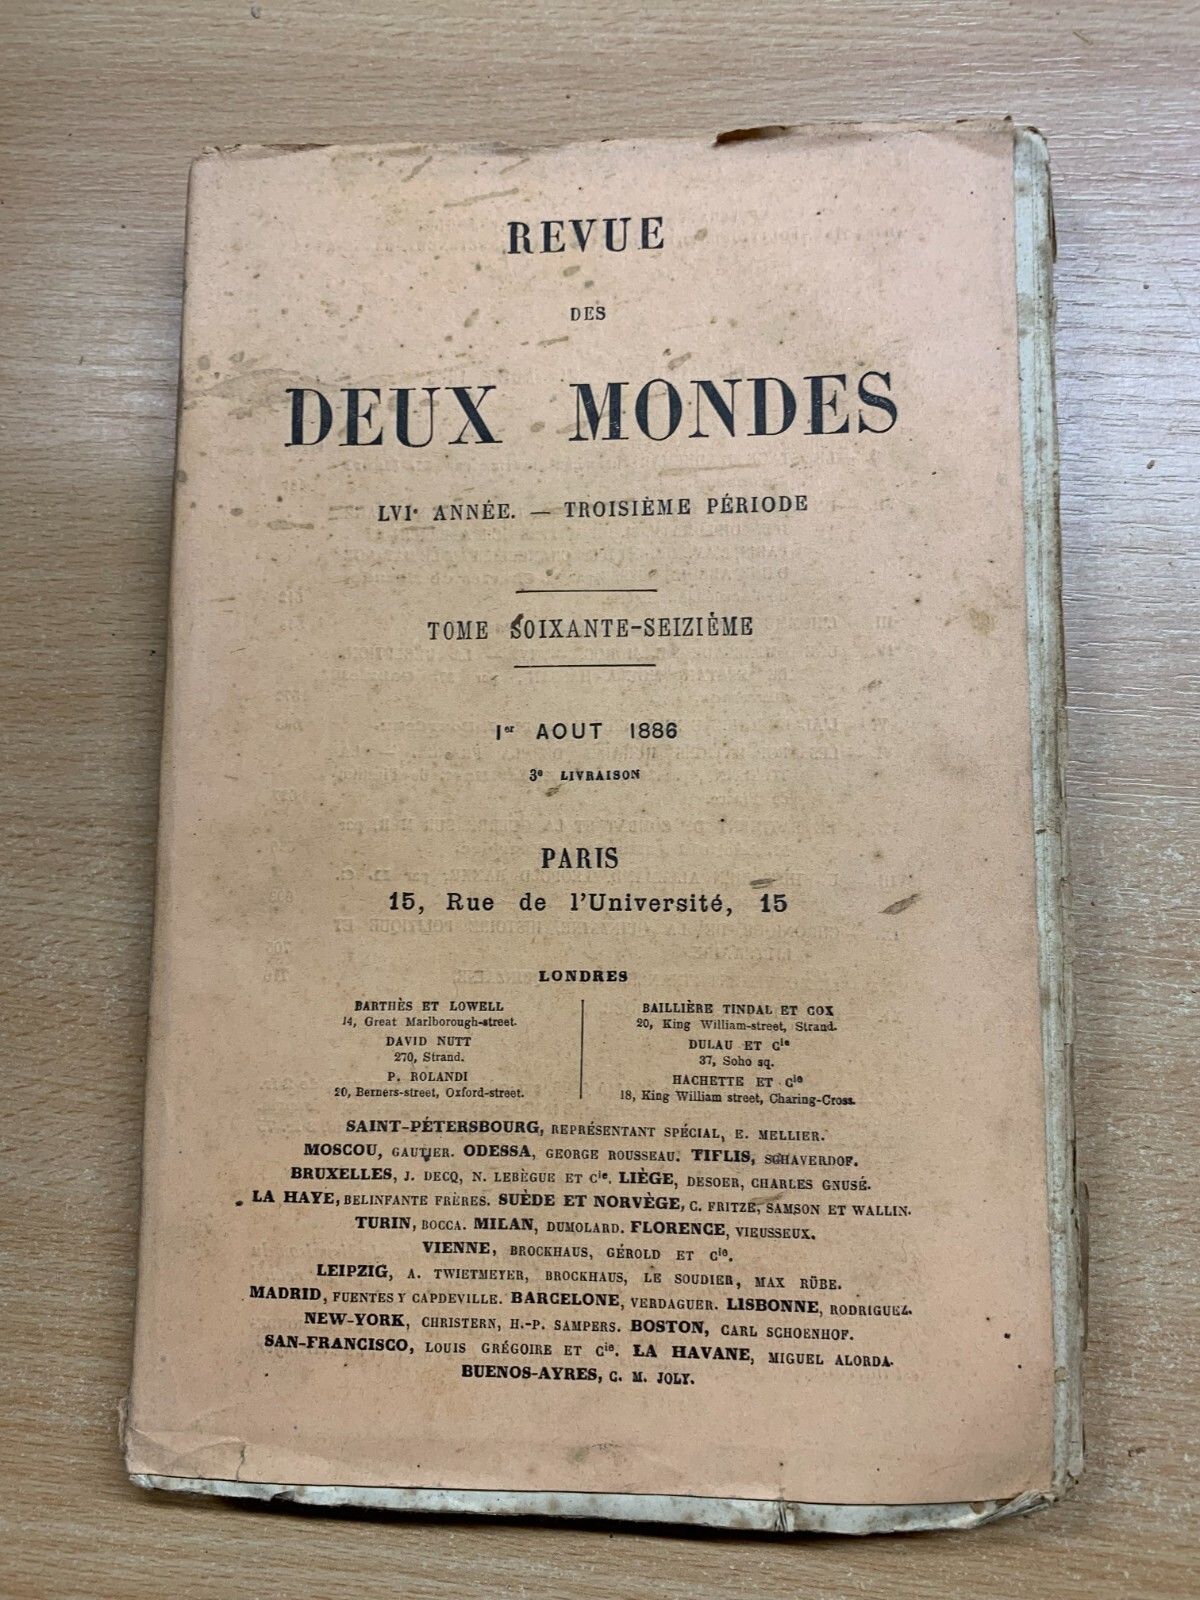 REVUE
DES
DEUX MONDES
LVIᵉ ANNÉE. — TROISIÈME PÉRIODE
TOME SOIXANTE-SEIZIÈME
1er AOUT 1886
3e LIVRAISON
PARIS
15, Rue de l'Université, 15
LONDRES
BARTHÈS ET LOWELL
14, Great Marlborough-street.
DAVID NUTT
270, Strand.
P. ROLANDI
20, Berners-street, Oxford-street.
BAILLIÈRE TINDAL ET COX
20, King William-street, Strand.
DULAU ET Cie
37, Soho sq.
HACHETTE ET Cie
18, King William street, Charing-Cross.
SAINT-PÉTERSBOURG, REPRÉSENTANT SPÉCIAL, E. MELLIER.
MOSCOU, GAUTIER. ODESSA, GEORGE ROUSSEAU. TIFLIS, SCHAVERDOF.
BRUXELLES, J. DECQ, N. LEBÈGUE ET Cie. LIÈGE, DESOER, CHARLES GNUSÉ.
LA HAYE, BELINFANTE FRÈRES. SUÈDE ET NORVÈGE, C. FRITZE, SAMSON ET WALLIN.
TURIN, BOCCA. MILAN, DUMOLARD. FLORENCE, VIEUSSEUX.
VIENNE, BROCKHAUS, GÉROLD ET Cie.
LEIPZIG, A. TWIETMEYER, BROCKHAUS, LE SOUDIER, MAX RÜBE.
MADRID, FUENTES Y CAPDEVILLE. BARCELONE, VERDAGUER. LISBONNE, RODRIGUEZ.
NEW-YORK, CHRISTERN, H.-P. SAMPERS. BOSTON, CARL SCHOENHOF.
SAN-FRANCISCO, LOUIS GRÉGOIRE ET Cie. LA HAVANE, MIGUEL ALORDA.
BUENOS-AYRES, C. M. JOLY.